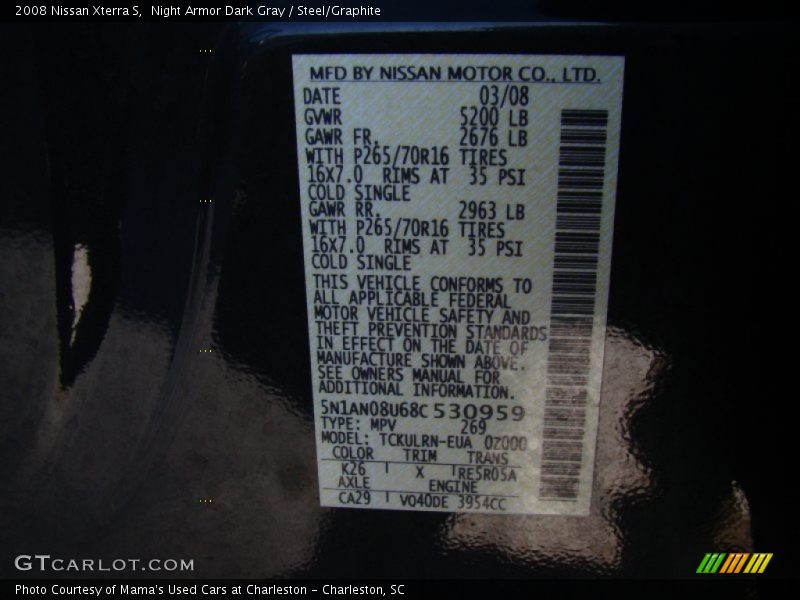 2008 Nissan Xterra S,  Night Armor Dark Gray / Steel/Graphite
MFD BY NISSAN MOTOR CO., LTD.
DATE 03/08
GVWR 5200 LB
GAWR FR. 2676 LB
WITH P265/70R16 TIRES
16X7.0 RIMS AT 35 PSI
COLD SINGLE
GAWR RR. 2963 LB
WITH P265/70R16 TIRES
16X7.0 RIMS AT 35 PSI
COLD SINGLE
THIS VEHICLE CONFORMS TO
ALL APPLICABLE FEDERAL
MOTOR VEHICLE SAFETY AND
THEFT PREVENTION STANDARDS
IN EFFECT ON THE DATE OF
MANUFACTURE SHOWN ABOVE.
SEE OWNERS MANUAL FOR
ADDITIONAL INFORMATION.
5N1AN08U68C530959
TYPE: MPV 269
MODEL: TCKULRN-EUA 0Z000
COLOR TRIM TRANS
K26 X RE5R05A
AXLE ENGINE
CA29 VQ40DE 3954CC
GTCARLOT.COM
Photo Courtesy of Mama's Used Cars at Charleston - Charleston, SC